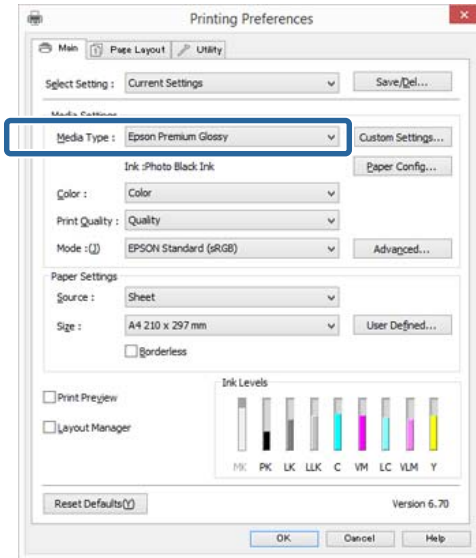 Printing Preferences
Main Page Layout Utility
Select Setting : Current Settings Save/Del...
Media Settings
Media Type : Epson Premium Glossy Custom Settings...
Ink :Photo Black Ink Paper Config...
Color : Color
Print Quality : Quality
Mode :(J) EPSON Standard (sRGB) Advanced...
Paper Settings
Source : Sheet
Size : A4 210 x 297 mm User Defined...
Borderless
Print Preview
Ink Levels
Layout Manager
MK PK LK LLK C VM LC VLM Y
Reset Defaults(Y) Version 6.70
OK Cancel Help